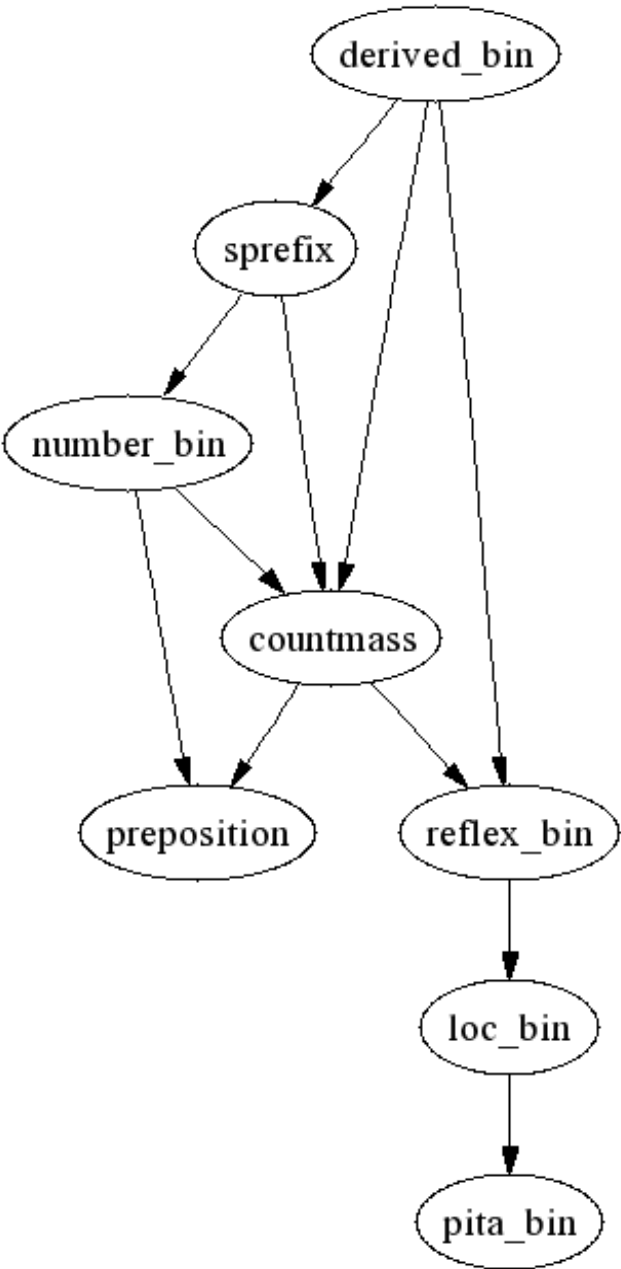 derived_bin
sprefix
number_bin
countmass
preposition
reflex_bin
loc_bin
pita_bin